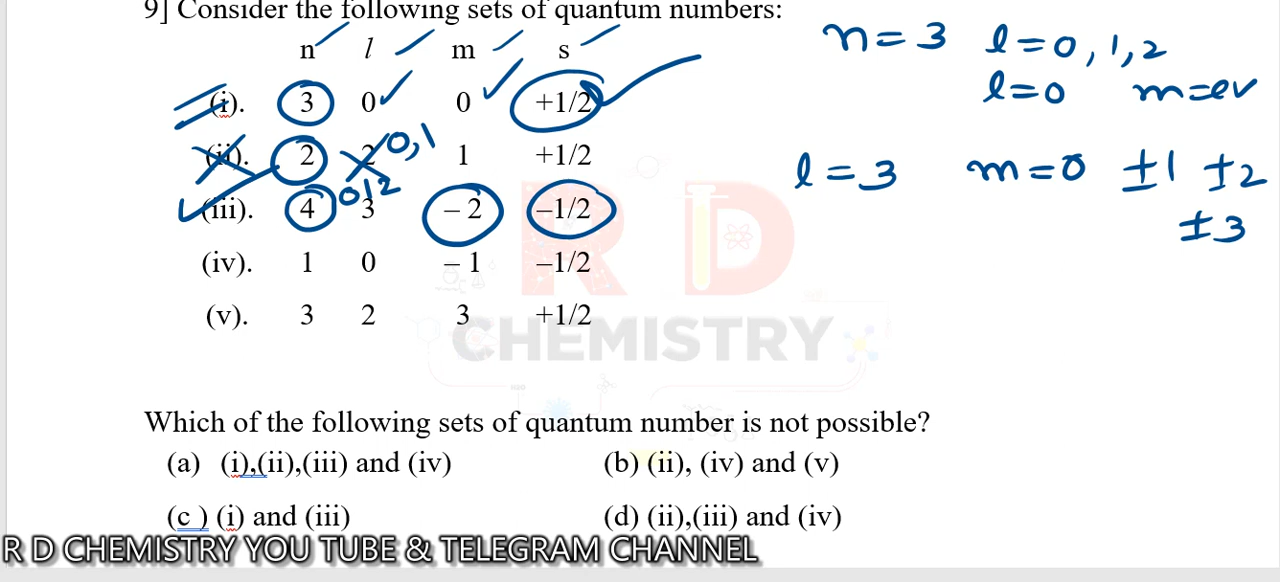 9] Consider the following sets of quantum numbers:
n l m s
n = 3 l = 0, 1, 2
(i). 3 0 0 +1/2
l = 0 m = ev
(ii). 2 2 0,1 1 +1/2
l = 3 m = 0 ±1 ±2
±3
(iii). 4 012 3 – 2 –1/2
(iv). 1 0 – 1 –1/2
(v). 3 2 3 +1/2
R D
CHEMISTRY
Which of the following sets of quantum number is not possible?
(a) (i),(ii),(iii) and (iv) (b) (ii), (iv) and (v)
(c ) (i) and (iii) (d) (ii),(iii) and (iv)
R D CHEMISTRY YOU TUBE & TELEGRAM CHANNEL